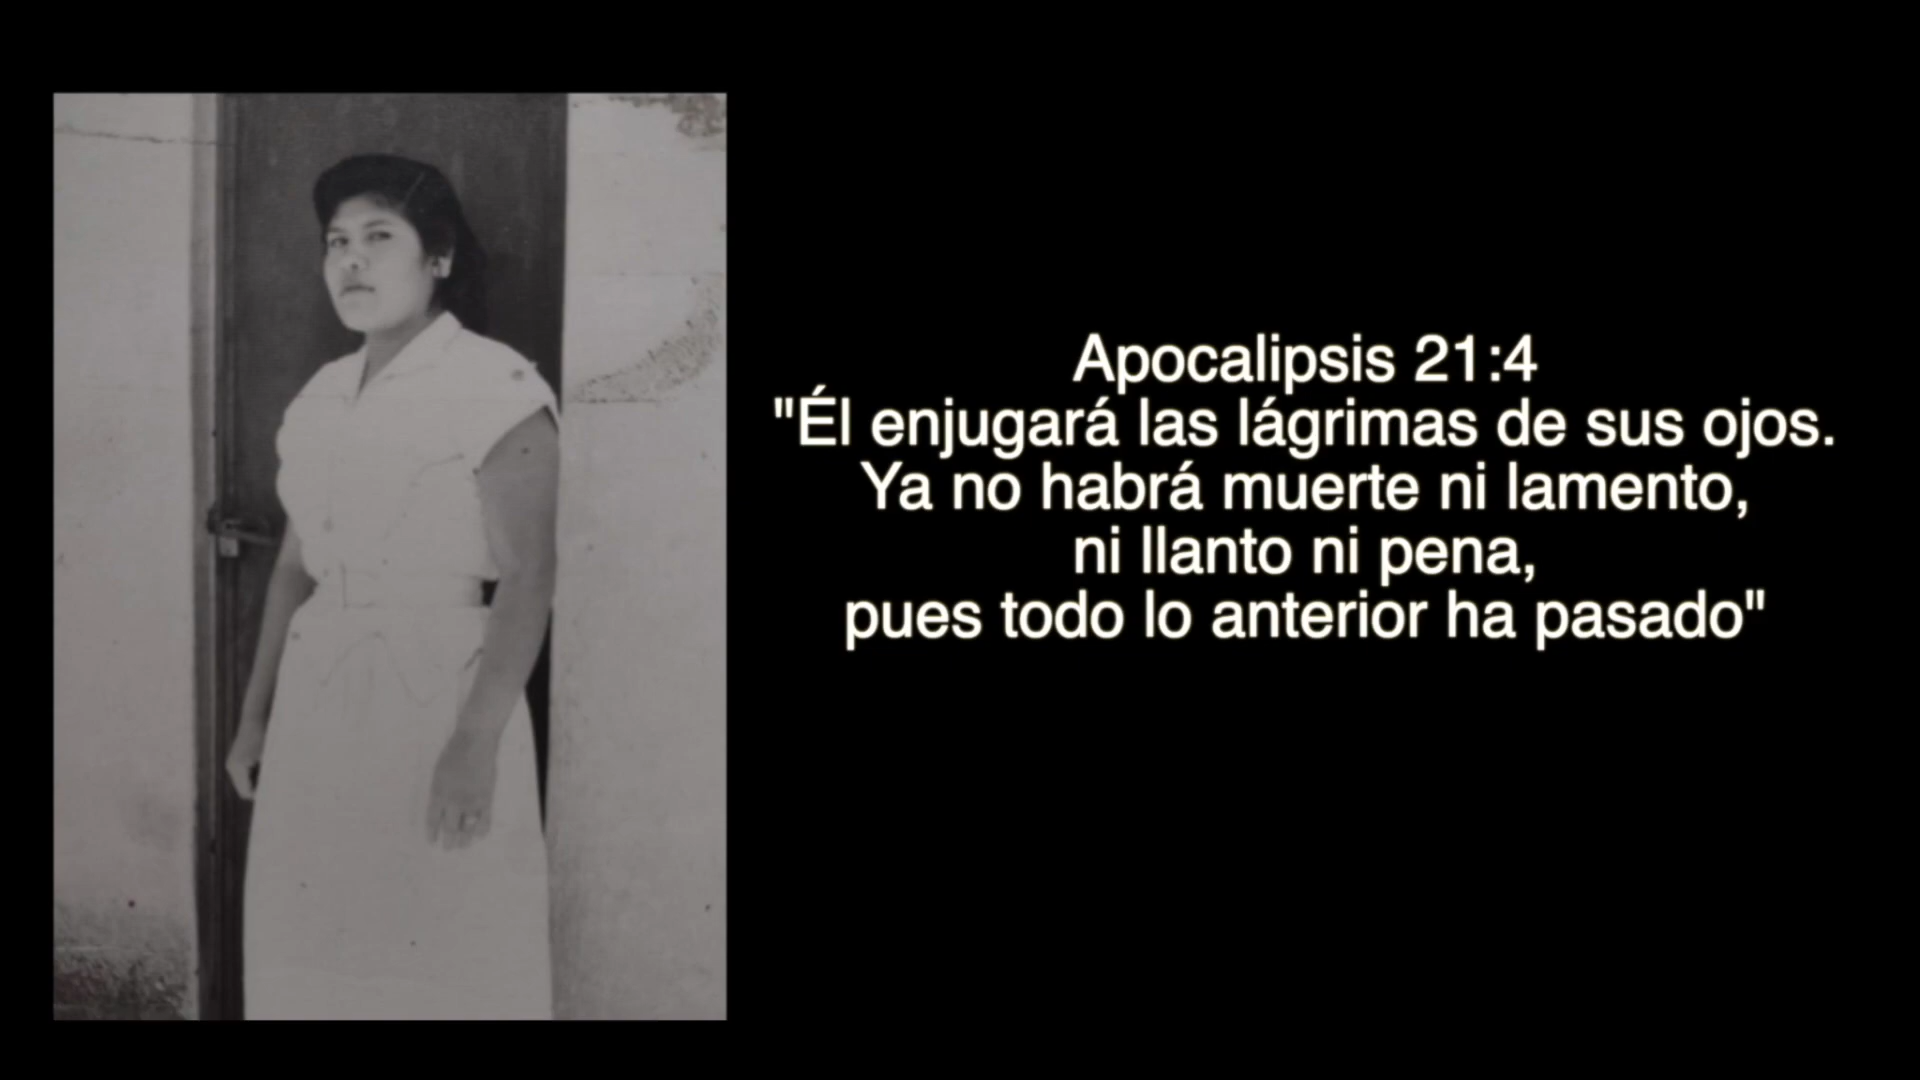 Apocalipsis 21:4
"Él enjugará las lágrimas de sus ojos.
Ya no habrá muerte ni lamento,
ni llanto ni pena,
pues todo lo anterior ha pasado"